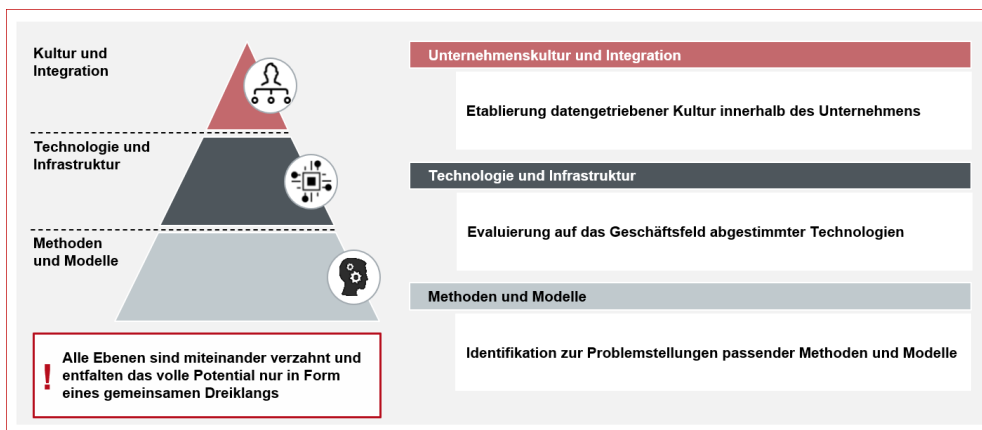 Kultur und
Integration
Technologie und
Infrastruktur
Methoden
und Modelle
! Alle Ebenen sind miteinander verzahnt und
entfalten das volle Potential nur in Form
eines gemeinsamen Dreiklangs
Unternehmenskultur und Integration
Etablierung datengetriebener Kultur innerhalb des Unternehmens
Technologie und Infrastruktur
Evaluierung auf das Geschäftsfeld abgestimmter Technologien
Methoden und Modelle
Identifikation zur Problemstellungen passender Methoden und Modelle